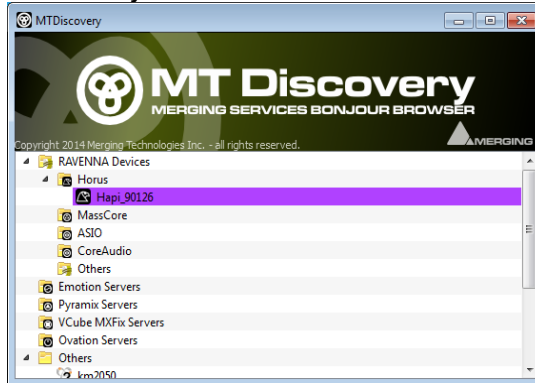 MTDiscovery
MT Discovery
MERGING SERVICES BONJOUR BROWSER
Copyright 2014 Merging Technologies Inc. - all rights reserved.
MERGING
RAVENNA Devices
Horus
Hapi_90126
MassCore
ASIO
CoreAudio
Others
Emotion Servers
Pyramix Servers
VCube MXFix Servers
Ovation Servers
Others
km2050